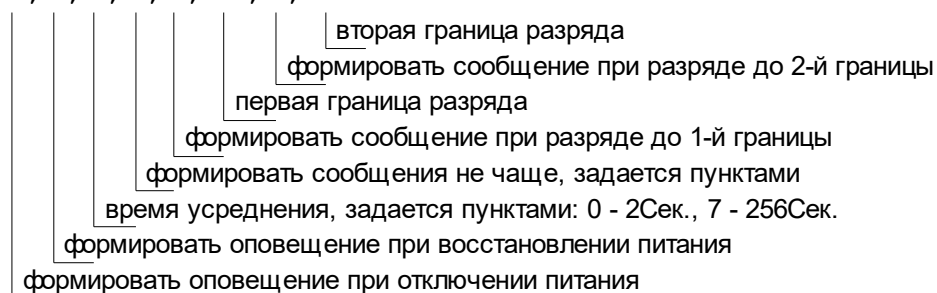 вторая граница разряда
формировать сообщение при разряде до 2-й границы
первая граница разряда
формировать сообщение при разряде до 1-й границы
формировать сообщения не чаще, задается пунктами
время усреднения, задается пунктами: 0 - 2Сек., 7 - 256Сек.
формировать оповещение при восстановлении питания
формировать оповещение при отключении питания